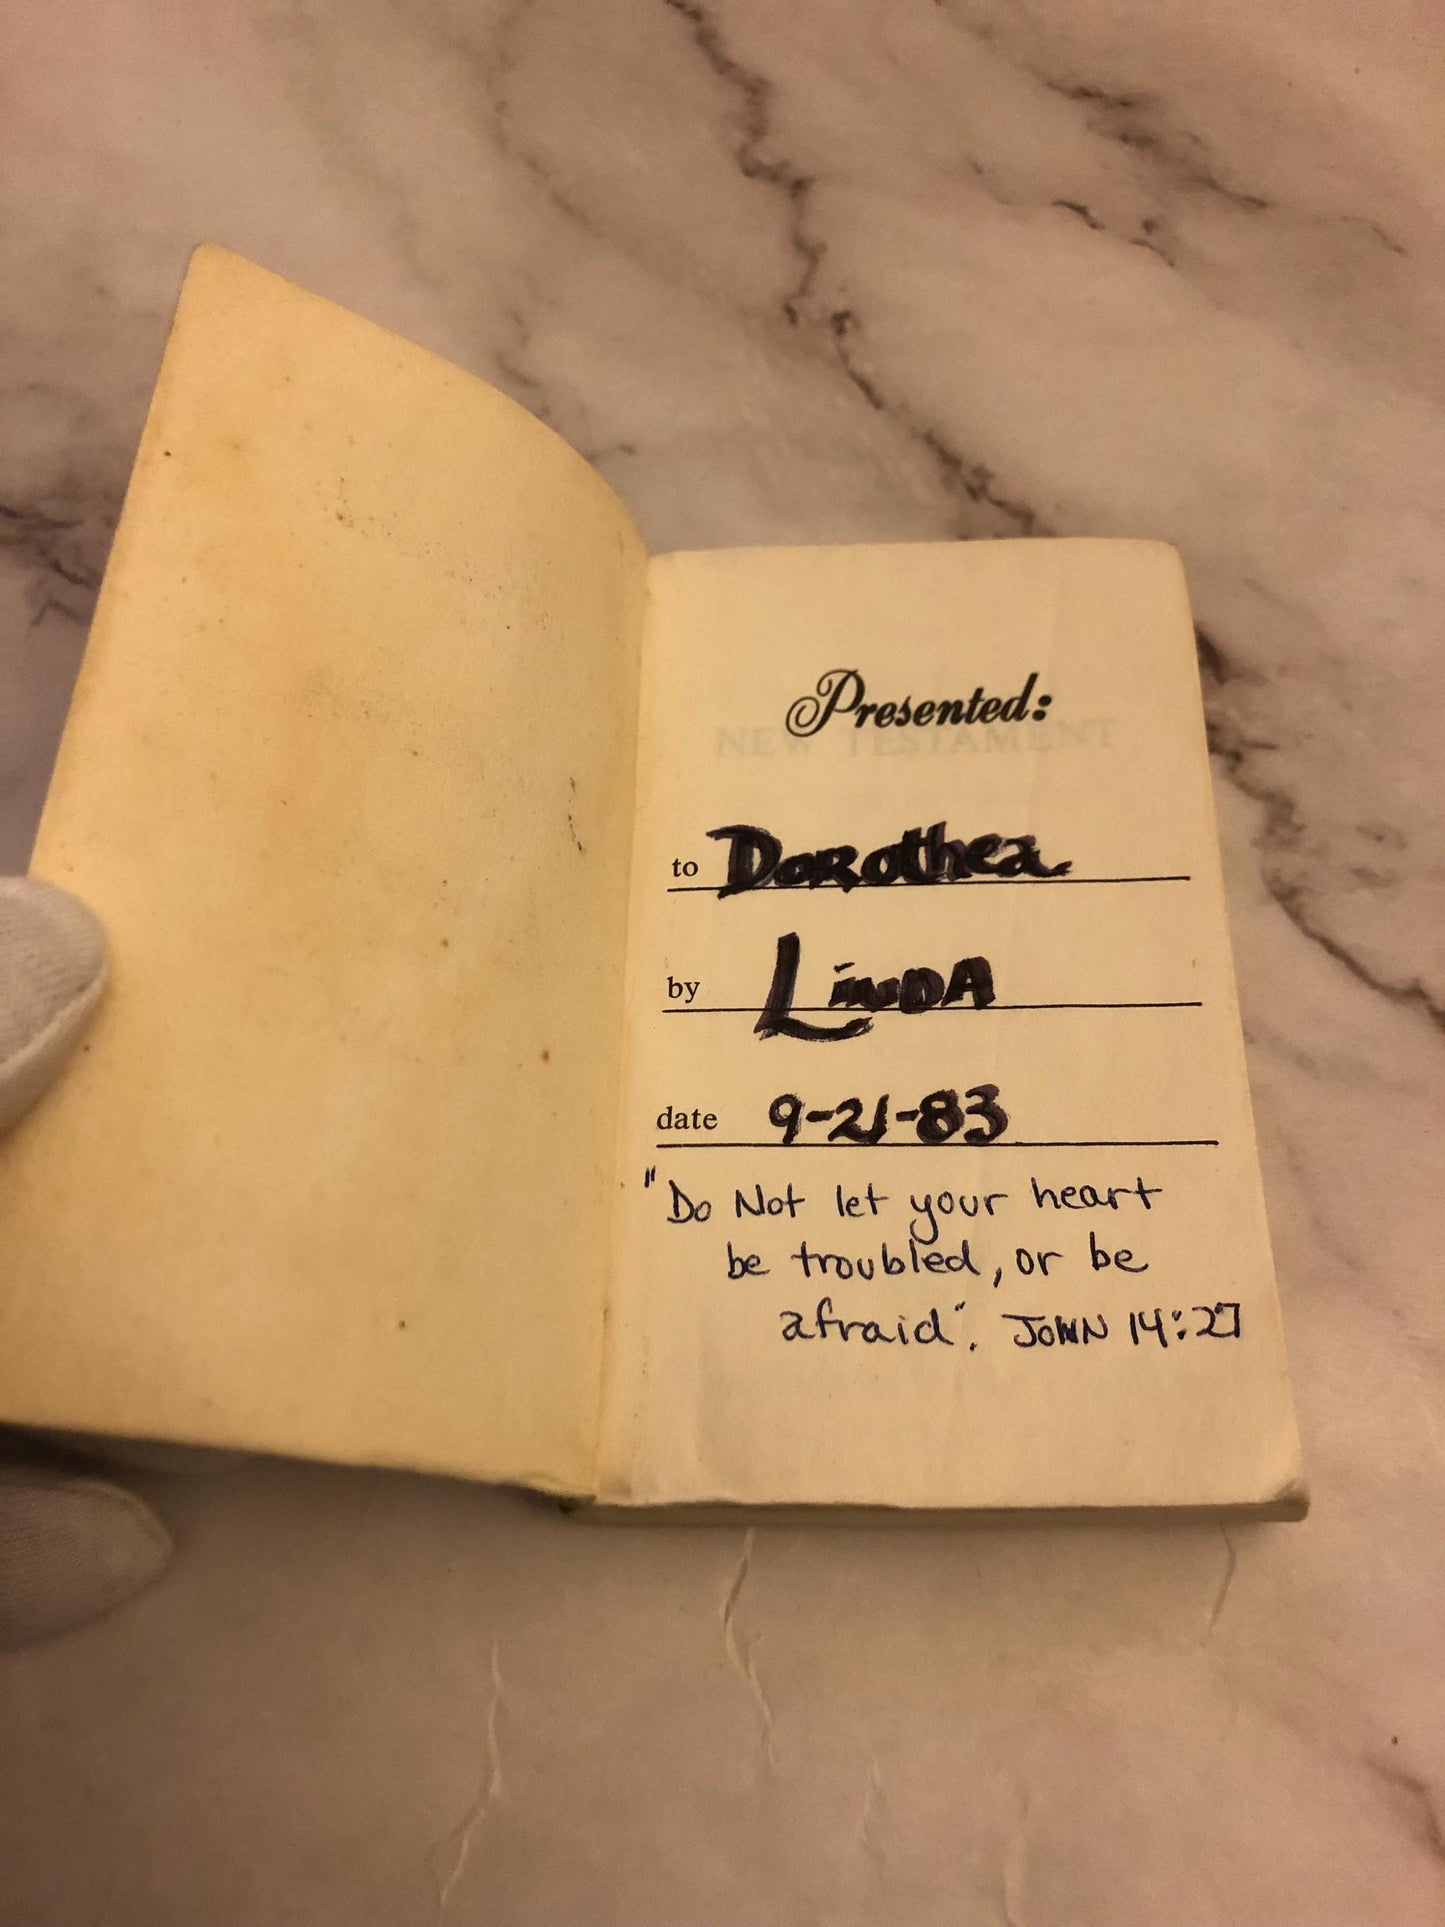 Presented:
NEW TESTAMENT
to Dorothea
by LiNDA
date 9-21-83
"Do Not let your heart
be troubled, or be
afraid". JOHN 14:27